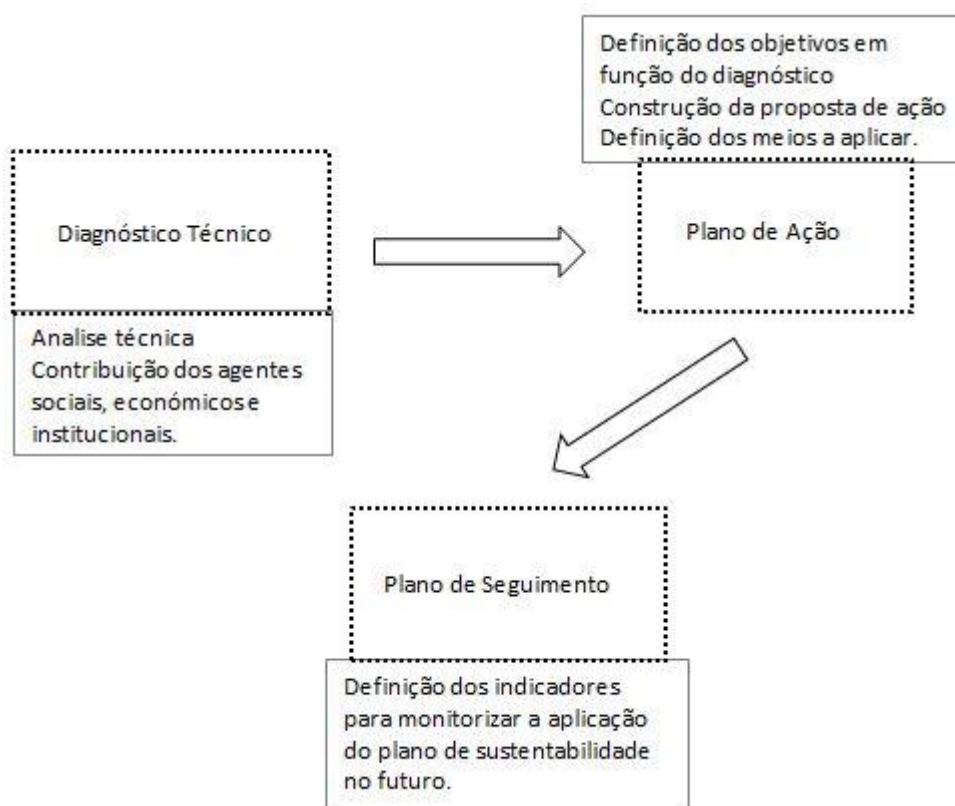 Diagnóstico Técnico
Analise técnica
Contribuição dos agentes
sociais, económicos e
institucionais.
Definição dos objetivos em
função do diagnóstico
Construção da proposta de ação
Definição dos meios a aplicar.
Plano de Ação
Plano de Seguimento
Definição dos indicadores
para monitorizar a aplicação
do plano de sustentabilidade
no futuro.